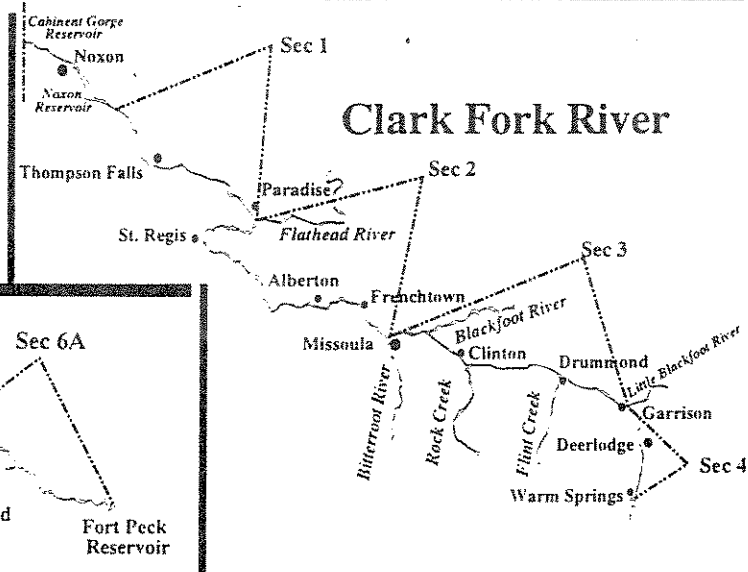 Cabinent Gorge
Reservoir
Noxon
Noxon
Reservoir
Sec 1
Clark Fork River
Thompson Falls
Paradise
Sec 2
St. Regis
Flathead River
Sec 3
Alberton
Frenchtown
Missoula
Blackfoot River
Clinton
Drummond
Little Blackfoot River
Garrison
Bitterroot River
Rock Creek
Flint Creek
Deerlodge
Sec 4
Warm Springs
Sec 6A
d
Fort Peck
Reservoir